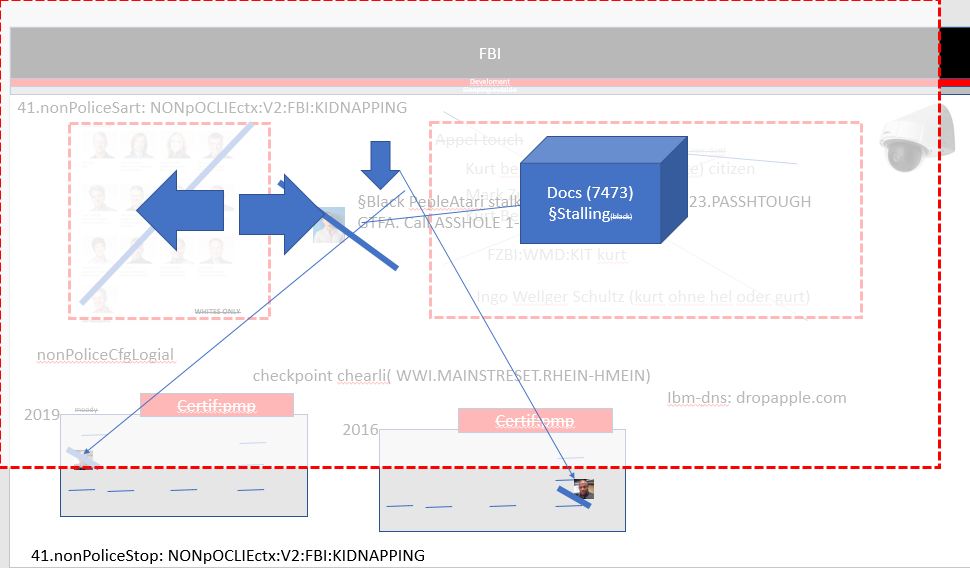 FBI
Develoment
41.nonPoliceSart: NONpOCLIEctx:V2:FBI:KIDNAPPING
Appel touch
Kurt be) citizen
Docs (7473)
§Stalling(black)
§Black PepleAtari stalk 23.PASSHTOUGH
GTFA. Call ASSHOLE 1-
FZBI:WMD:KIT kurt
Ingo Wellger Schultz (kurt ohne hel oder gurt)
WHITES ONLY
nonPoliceCfgLogial
checkpoint chearli( WWI.MAINSTRESET.RHEIN-HMEIN)
Ibm-dns: dropapple.com
2019
moody
Certif:pmp
2016
Certif:pmp
41.nonPoliceStop: NONpOCLIEctx:V2:FBI:KIDNAPPING